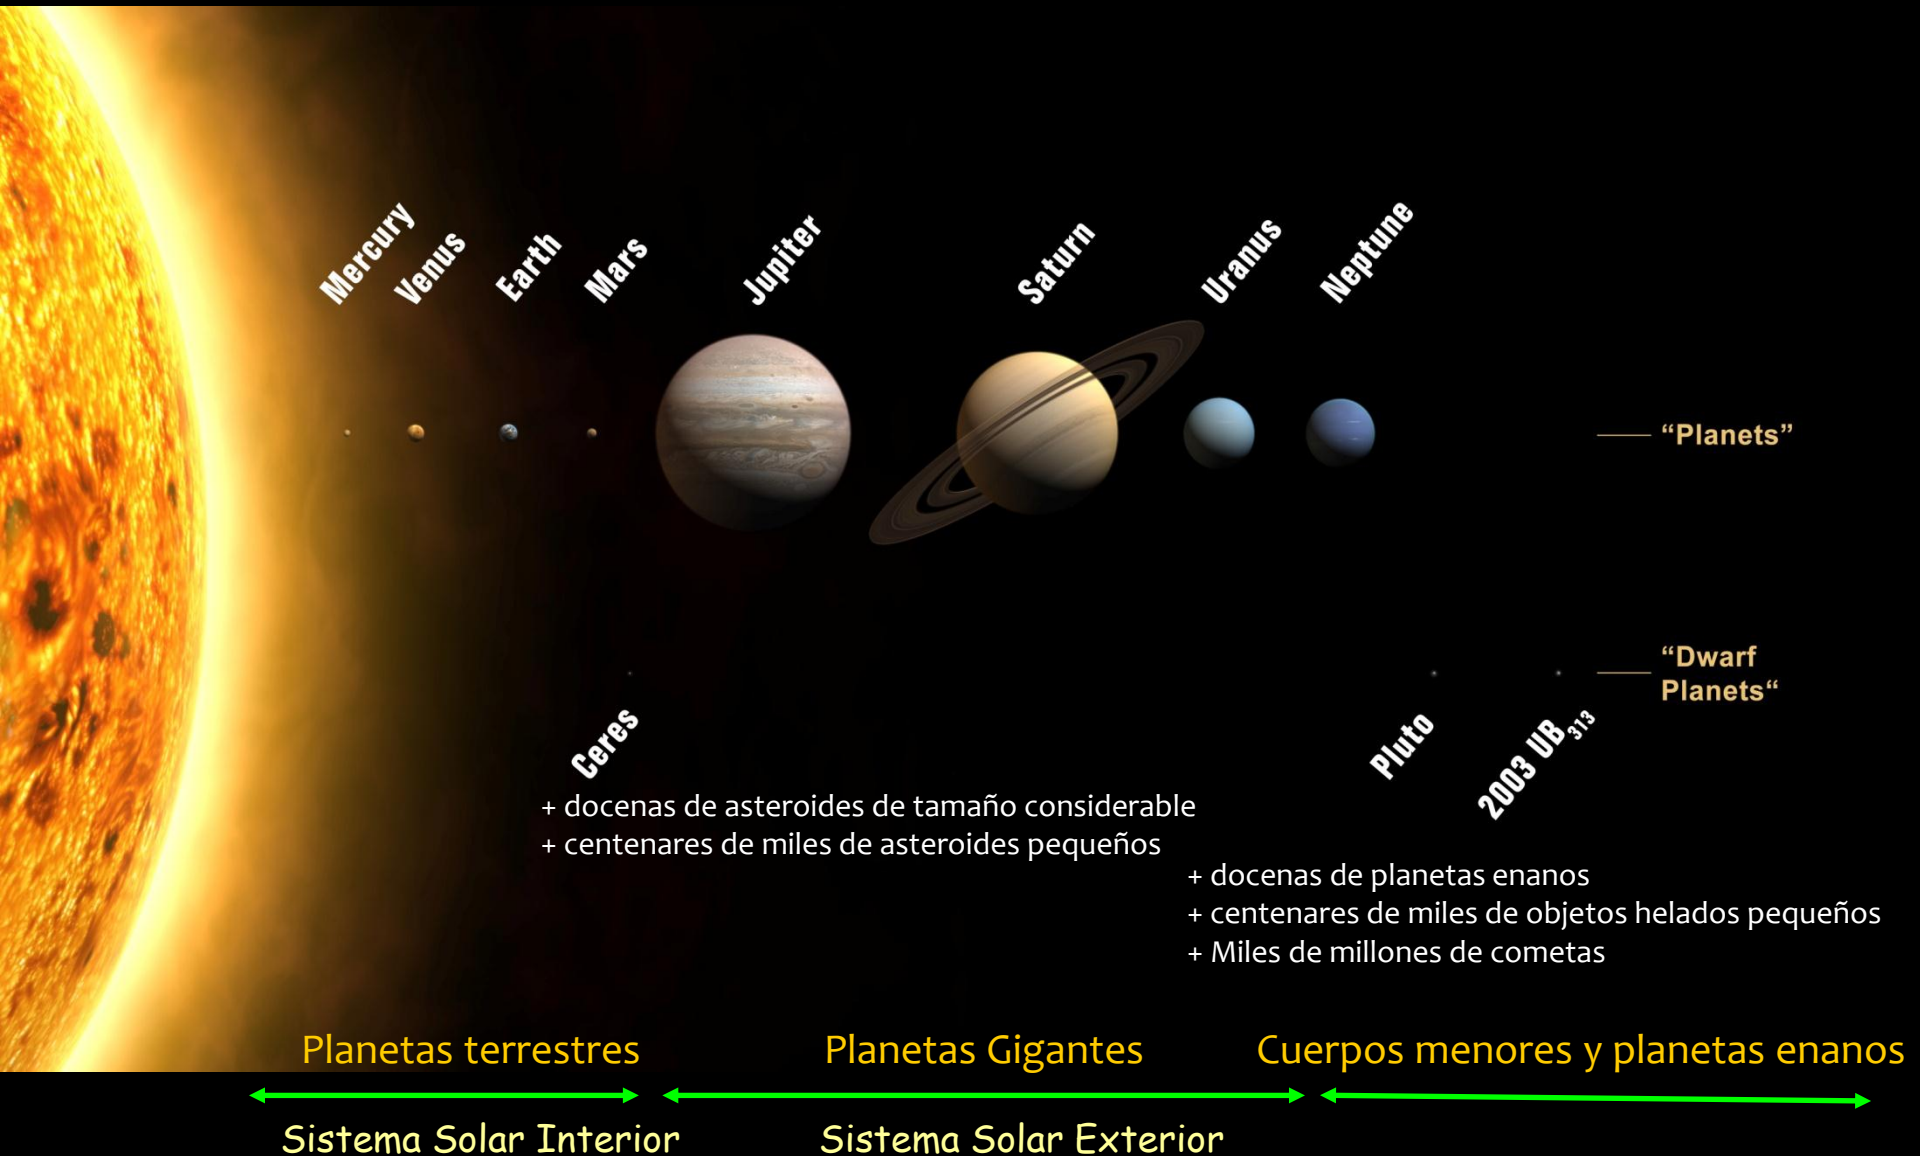 Mercury
Venus
Earth
Mars
Jupiter
Saturn
Uranus
Neptune
“Planets”
“Dwarf
Planets“
Ceres
Pluto
2003 UB313
+ docenas de asteroides de tamaño considerable
+ centenares de miles de asteroides pequeños
+ docenas de planetas enanos
+ centenares de miles de objetos helados pequeños
+ Miles de millones de cometas
Planetas terrestres
Planetas Gigantes
Cuerpos menores y planetas enanos
Sistema Solar Interior
Sistema Solar Exterior